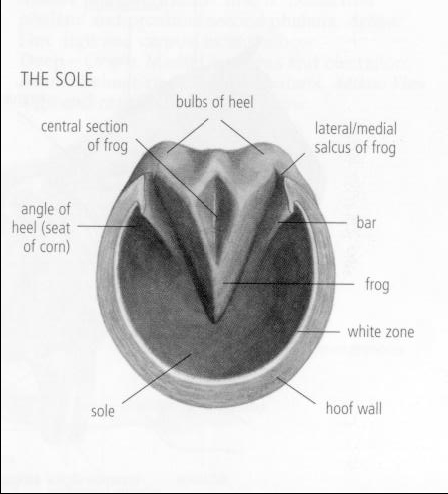 THE SOLE
bulbs of heel
central section
of frog
lateral/medial
salcus of frog
angle of
heel (seat
of corn)
bar
frog
white zone
sole
hoof wall